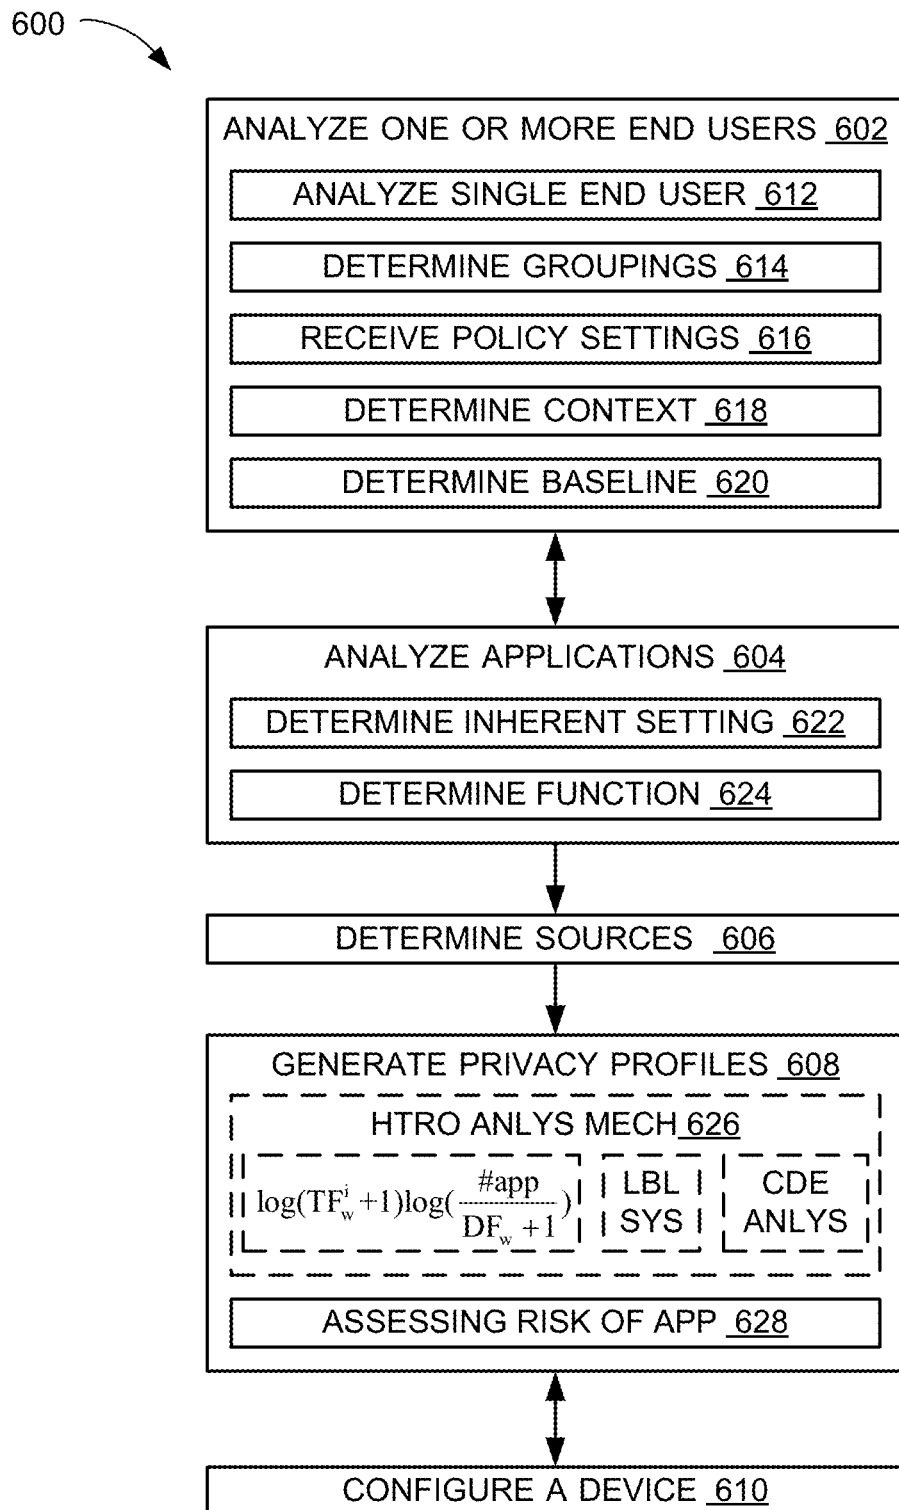 600
ANALYZE ONE OR MORE END USERS 602
ANALYZE SINGLE END USER 612
DETERMINE GROUPINGS 614
RECEIVE POLICY SETTINGS 616
DETERMINE CONTEXT 618
DETERMINE BASELINE 620
ANALYZE APPLICATIONS 604
DETERMINE INHERENT SETTING 622
DETERMINE FUNCTION 624
DETERMINE SOURCES 606
GENERATE PRIVACY PROFILES 608
HTRO ANLYS MECH 626
log(TF_w^i +1)log(#app/DF_w +1)
LBL
SYS
CDE
ANLYS
ASSESSING RISK OF APP 628
CONFIGURE A DEVICE 610